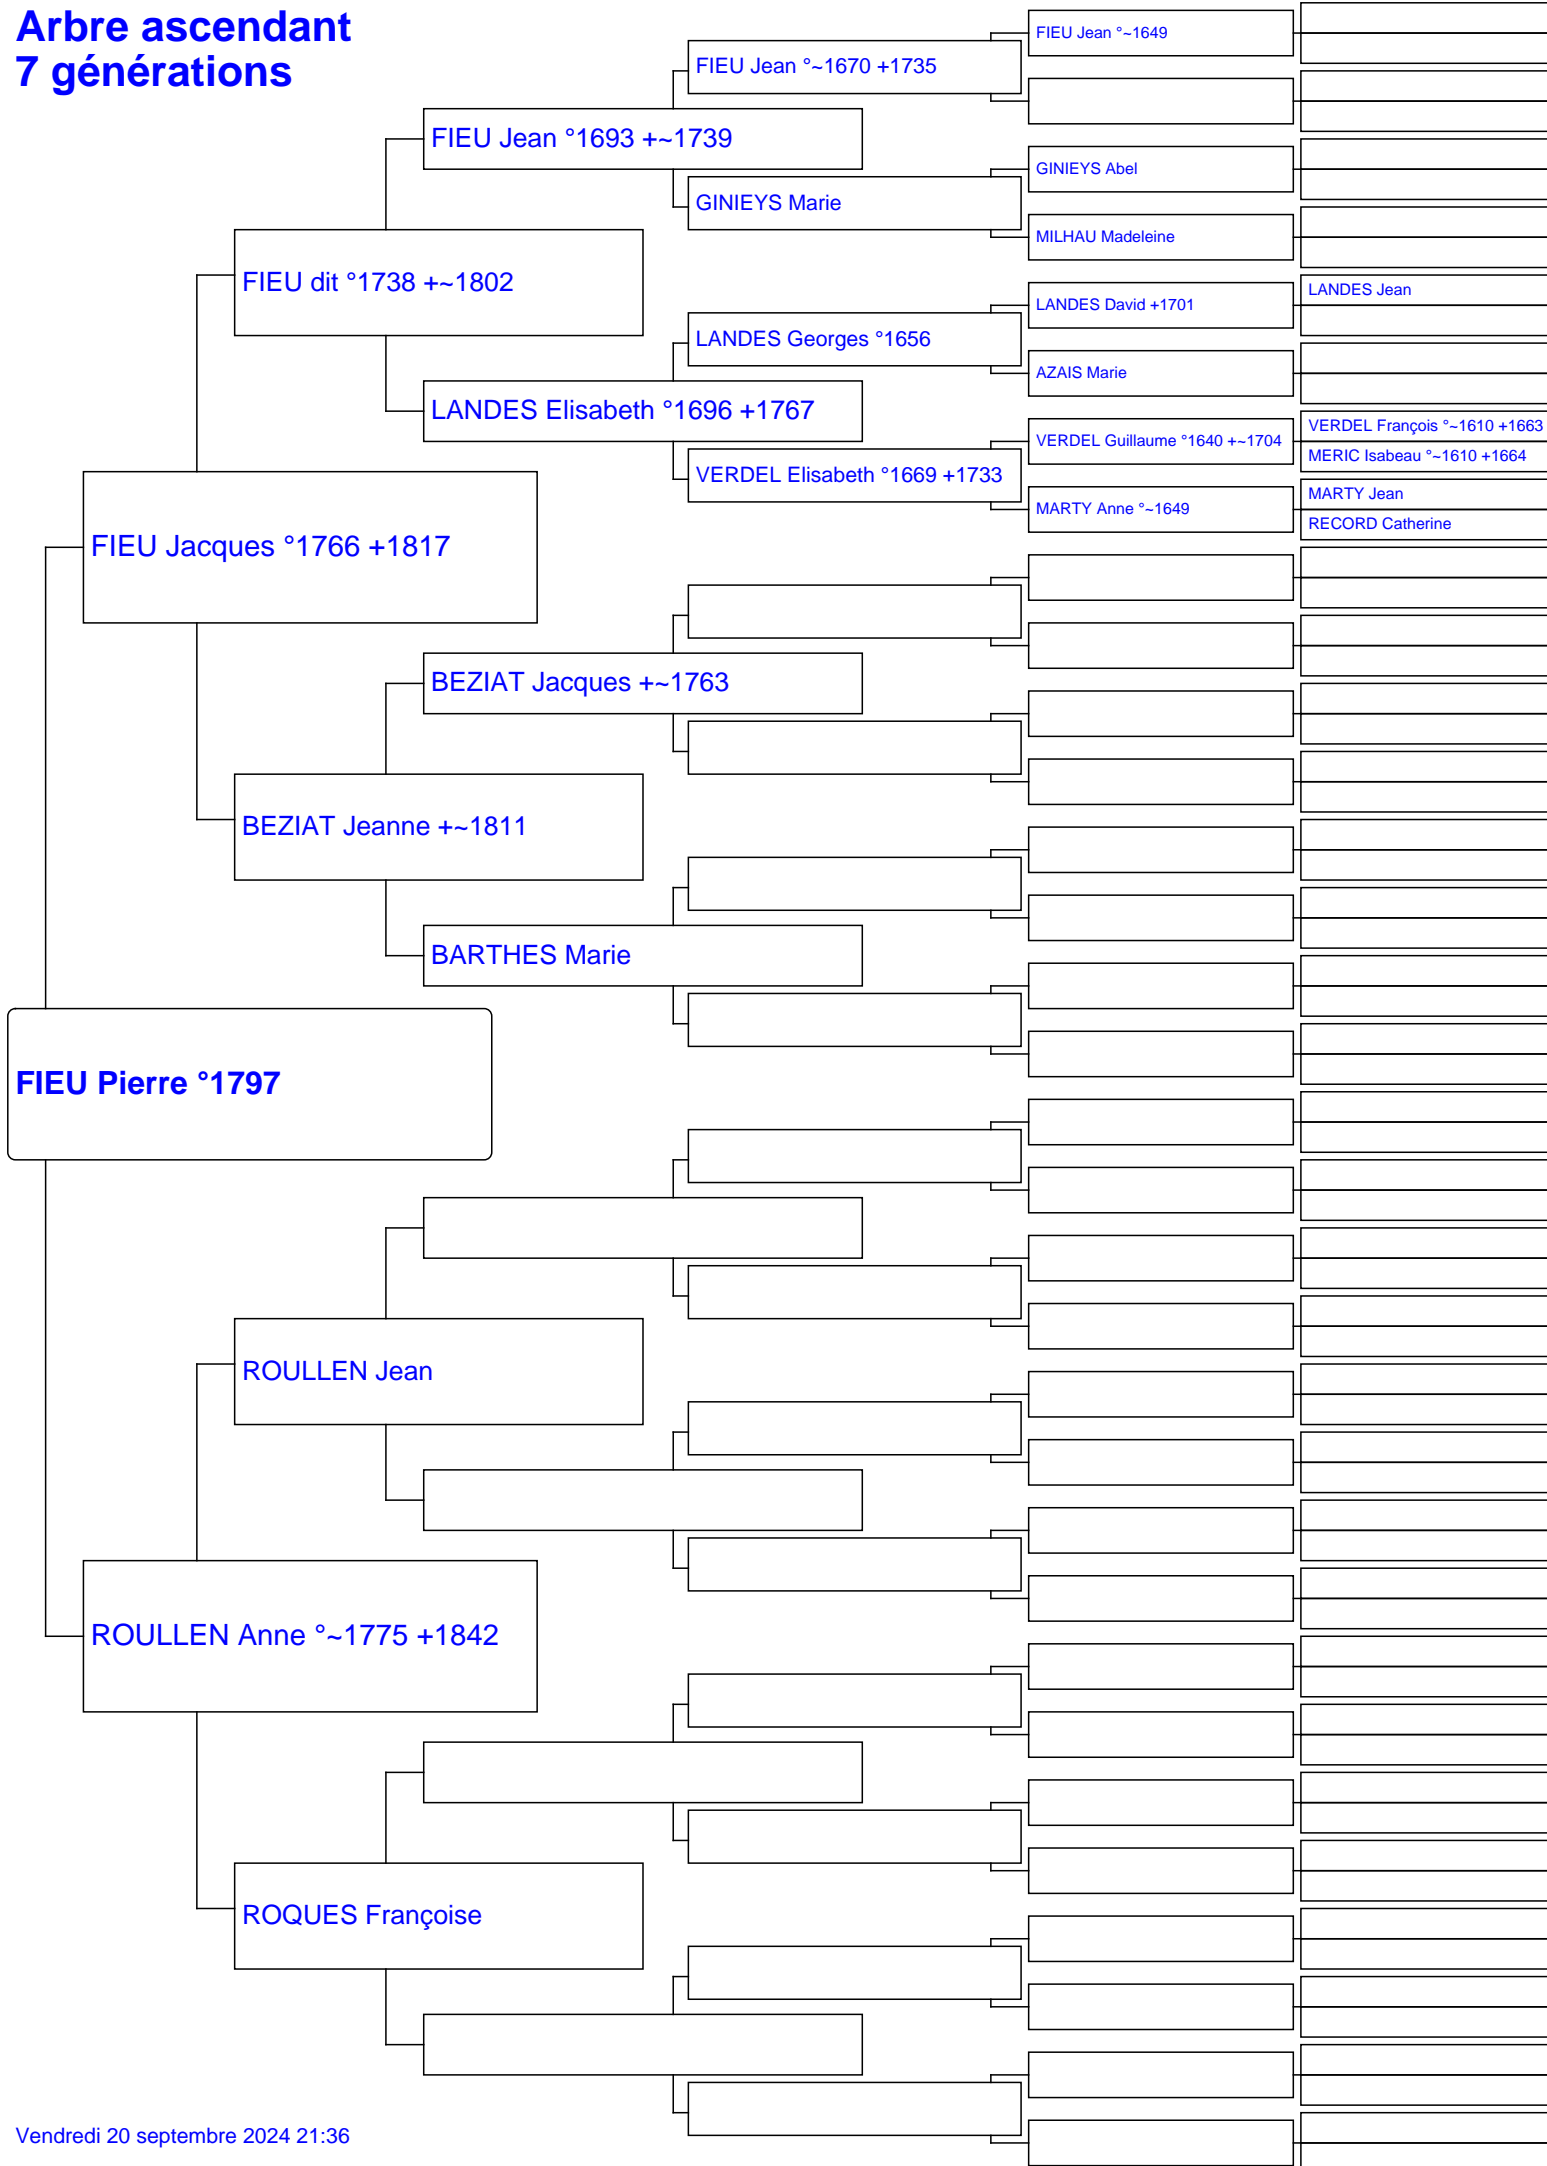 Arbre ascendant
7 générations
FIEU Jean °~1649
FIEU Jean °~1670 +1735
FIEU Jean °1693 +~1739
GINIEYS Abel
GINIEYS Marie
MILHAU Madeleine
FIEU dit °1738 +~1802
LANDES Jean
LANDES David +1701
LANDES Georges °1656
AZAIS Marie
LANDES Elisabeth °1696 +1767
VERDEL François °~1610 +1663
VERDEL Guillaume °1640 +~1704
MERIC Isabeau °~1610 +1664
VERDEL Elisabeth °1669 +1733
MARTY Jean
MARTY Anne °~1649
RECORD Catherine
FIEU Jacques °1766 +1817
BEZIAT Jacques +~1763
BEZIAT Jeanne +~1811
BARTHES Marie
FIEU Pierre °1797
ROULLEN Jean
ROULLEN Anne °~1775 +1842
ROQUES Françoise
Vendredi 20 septembre 2024 21:36